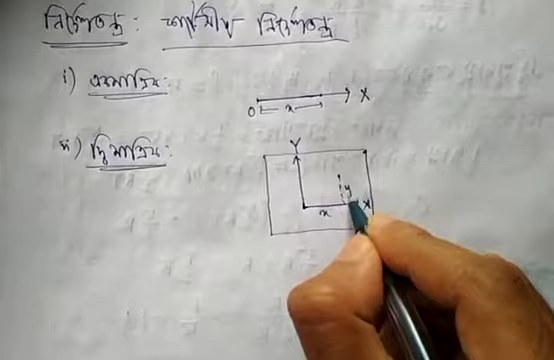 নির্দেশতন্ত্র: কার্তেসীয় নির্দেশতন্ত্র
i) একমাত্রিক:
O x X
ii) দ্বিমাত্রিক:
Y
y
x X